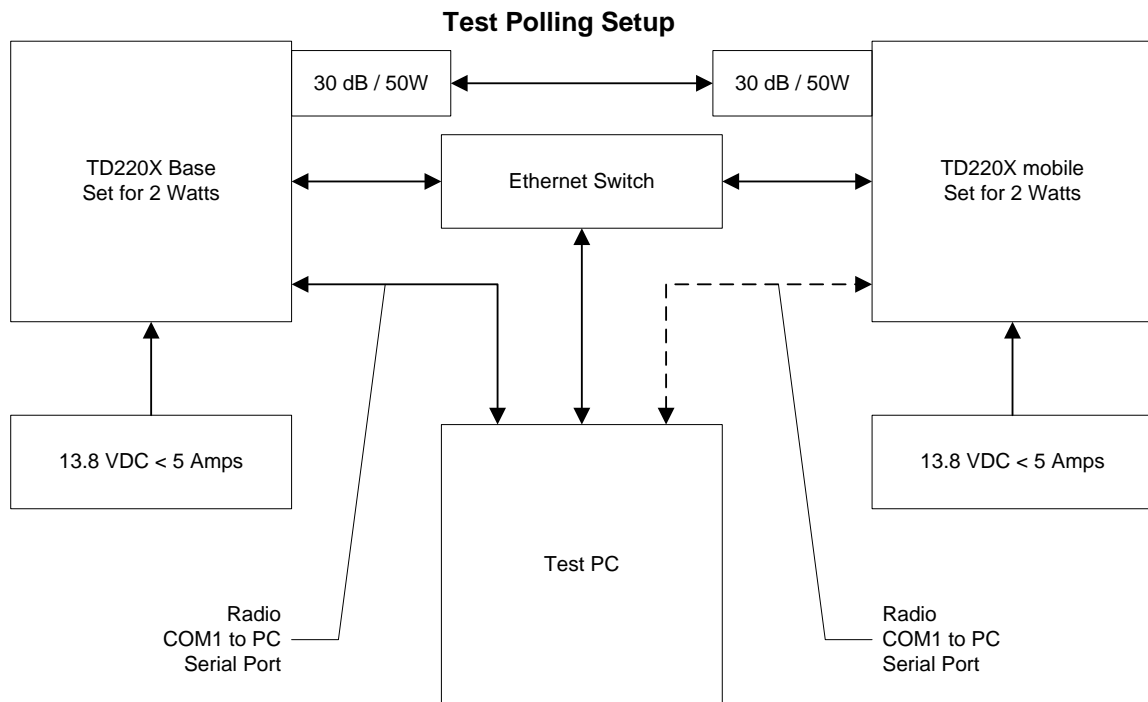 Test Polling Setup
30 dB / 50W
30 dB / 50W
TD220X Base
Set for 2 Watts
Ethernet Switch
TD220X mobile
Set for 2 Watts
13.8 VDC < 5 Amps
13.8 VDC < 5 Amps
Test PC
Radio
COM1 to PC
Serial Port
Radio
COM1 to PC
Serial Port